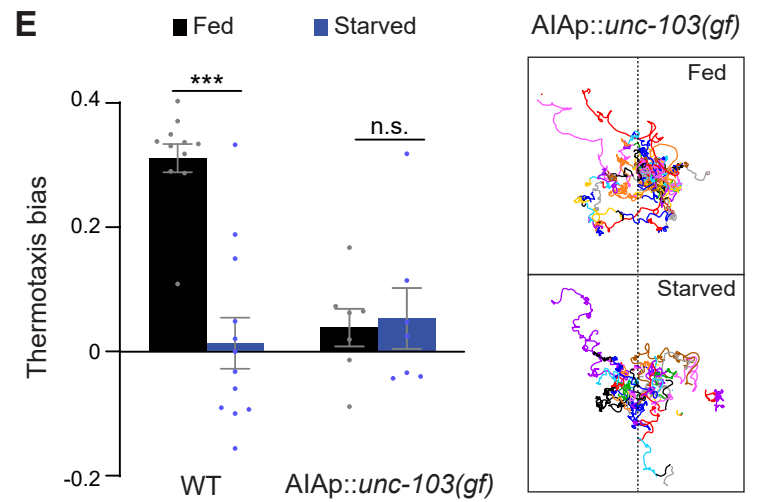 E
Fed
Starved
AIAp::unc-103(gf)
Fed
***
n.s.
0.4
0.2
0
-0.2
Thermotaxis bias
WT
AIAp::unc-103(gf)
Starved